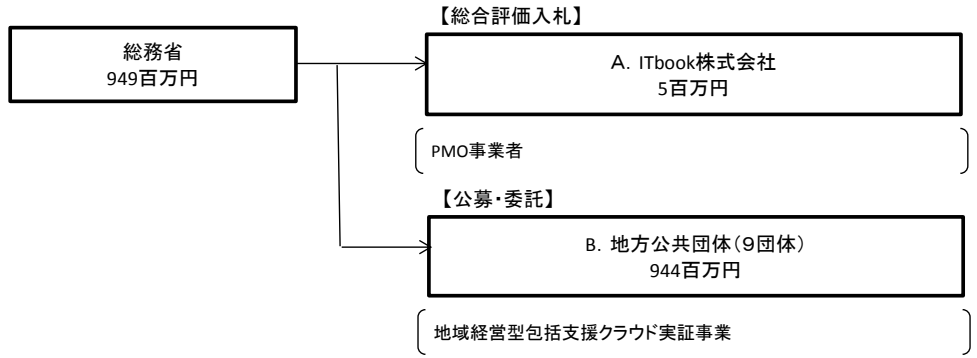 総務省
949百万円
【総合評価入札】
A. ITbook株式会社
5百万円
PMO事業者
【公募・委託】
B. 地方公共団体(9団体)
944百万円
地域経営型包括支援クラウド実証事業